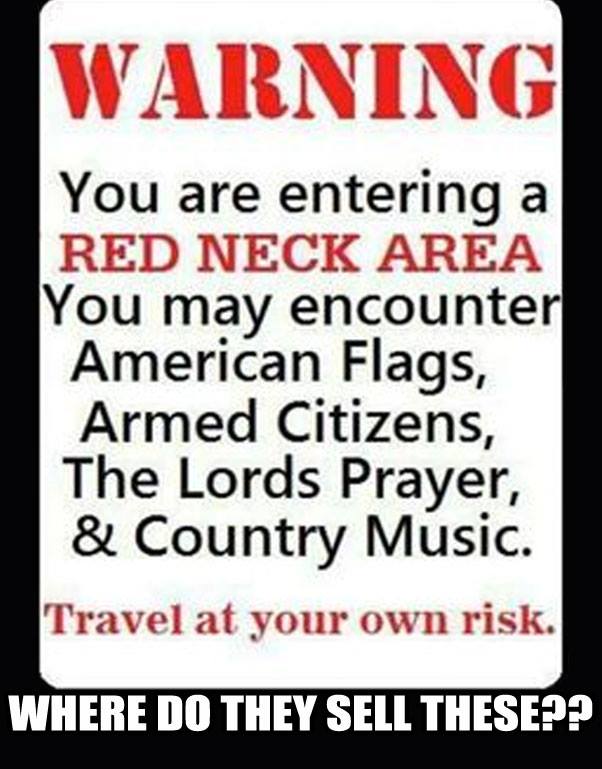 WARNING
You are entering a
RED NECK AREA
You may encounter
American Flags,
Armed Citizens,
The Lords Prayer,
& Country Music.
Travel at your own risk.
WHERE DO THEY SELL THESE??